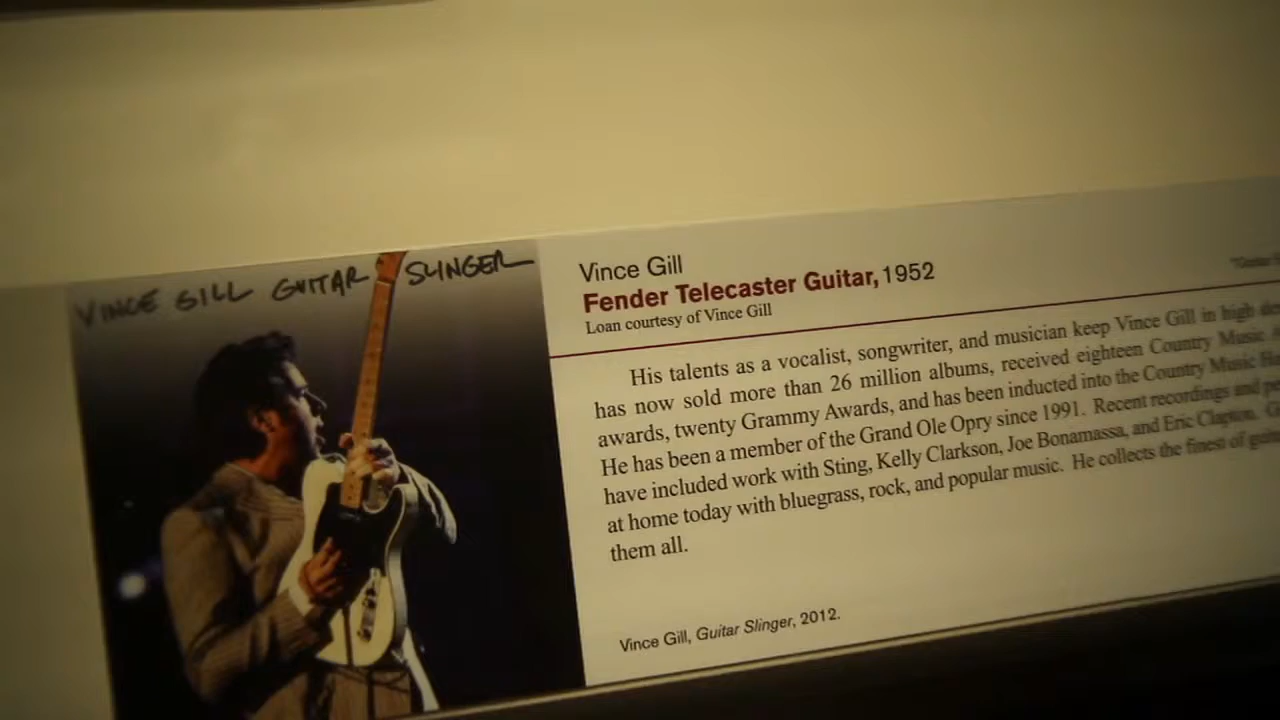 VINCE GILL GUITAR SLINGER
Vince Gill
Fender Telecaster Guitar, 1952
Loan courtesy of Vince Gill
His talents as a vocalist, songwriter, and musician keep Vince Gill in high
has now sold more than 26 million albums, received eighteen Country Music
awards, twenty Grammy Awards, and has been inducted into the Country Music
He has been a member of the Grand Ole Opry since 1991. Recent recordings and
have included work with Sting, Kelly Clarkson, Joe Bonamassa, and Eric Clapton.
at home today with bluegrass, rock, and popular music. He collects the finest of
them all.
Vince Gill, Guitar Slinger, 2012.